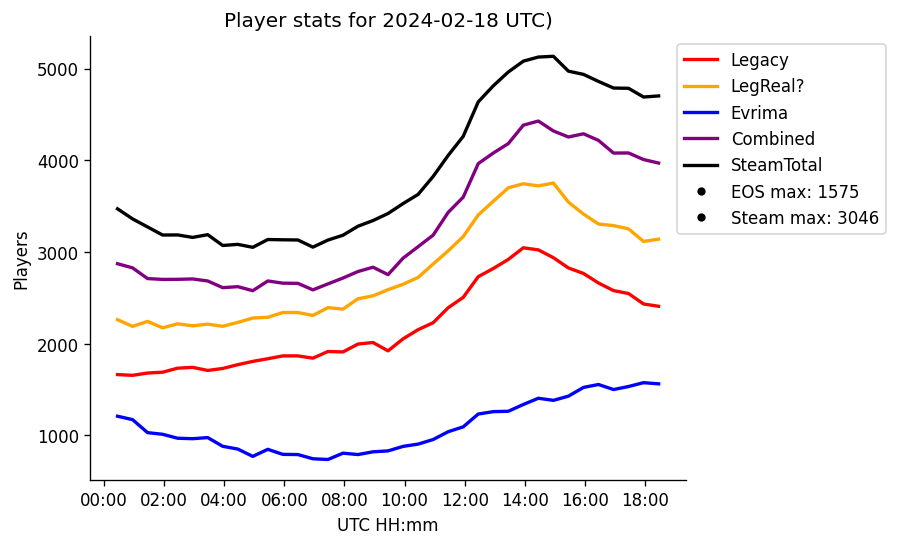 Player stats for 2024-02-18 UTC)
Players
5000
4000
3000
2000
1000
00:00 02:00 04:00 06:00 08:00 10:00 12:00 14:00 16:00 18:00
UTC HH:mm
Legacy
LegReal?
Evrima
Combined
SteamTotal
EOS max: 1575
Steam max: 3046